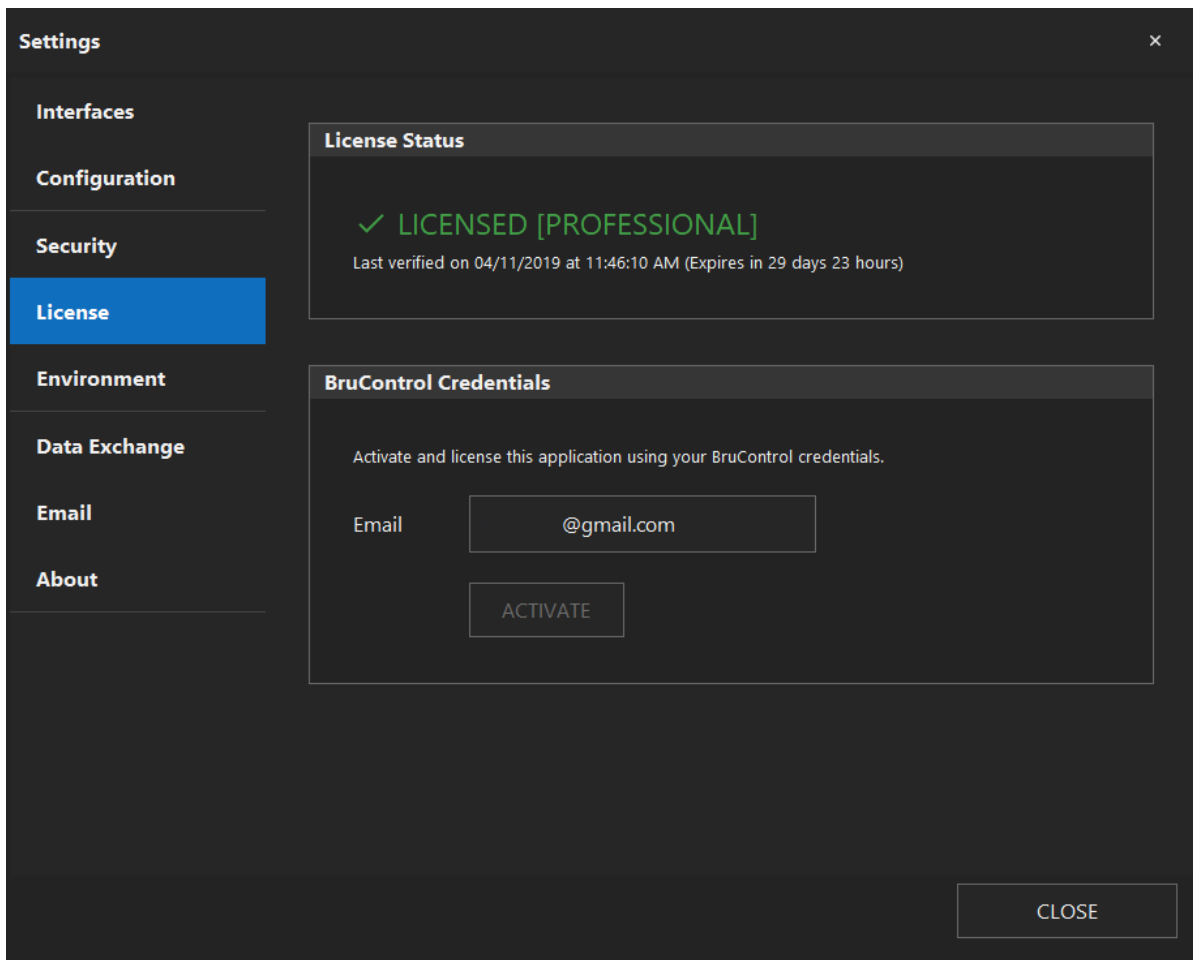 Settings
×
Interfaces
Configuration
Security
License
Environment
Data Exchange
Email
About
License Status
✓ LICENSED [PROFESSIONAL]
Last verified on 04/11/2019 at 11:46:10 AM (Expires in 29 days 23 hours)
BruControl Credentials
Activate and license this application using your BruControl credentials.
Email @gmail.com
ACTIVATE
CLOSE